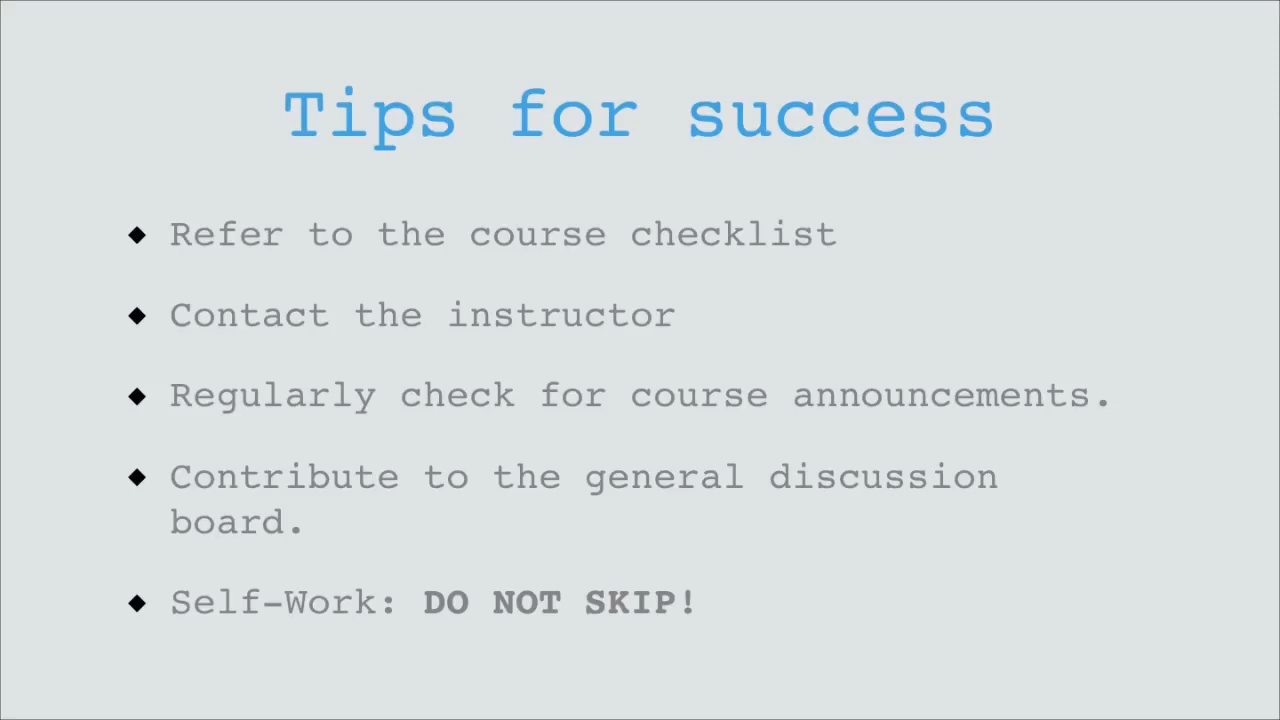 Tips for success
Refer to the course checklist
Contact the instructor
Regularly check for course announcements.
Contribute to the general discussion
board.
Self-Work: DO NOT SKIP!